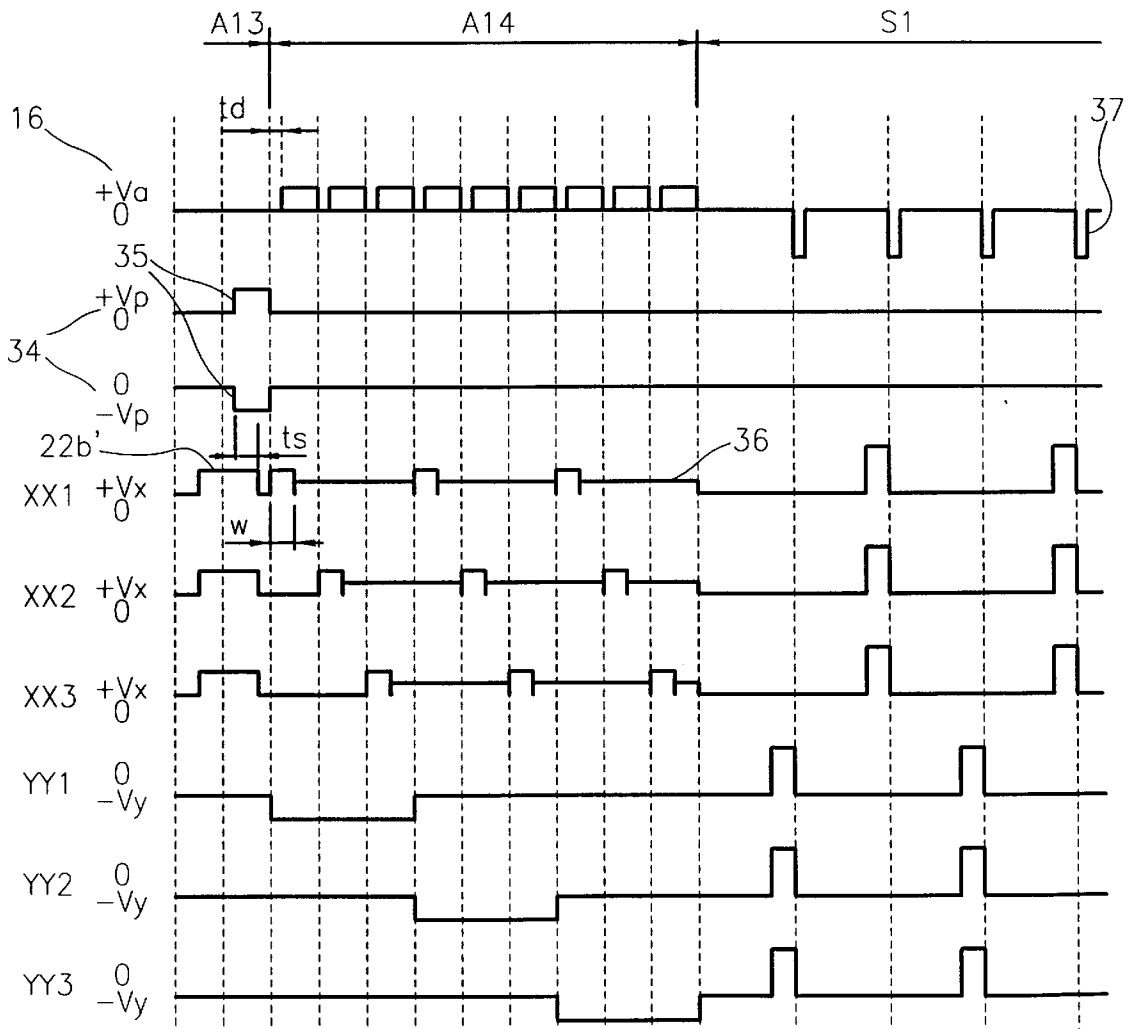 A13 A14 S1
td
16
37
+Va
0
35
+Vp
0
34
0
-Vp
22b'
ts
36
XX1 +Vx
0
w
XX2 +Vx
0
XX3 +Vx
0
YY1 0
-Vy
YY2 0
-Vy
YY3 0
-Vy